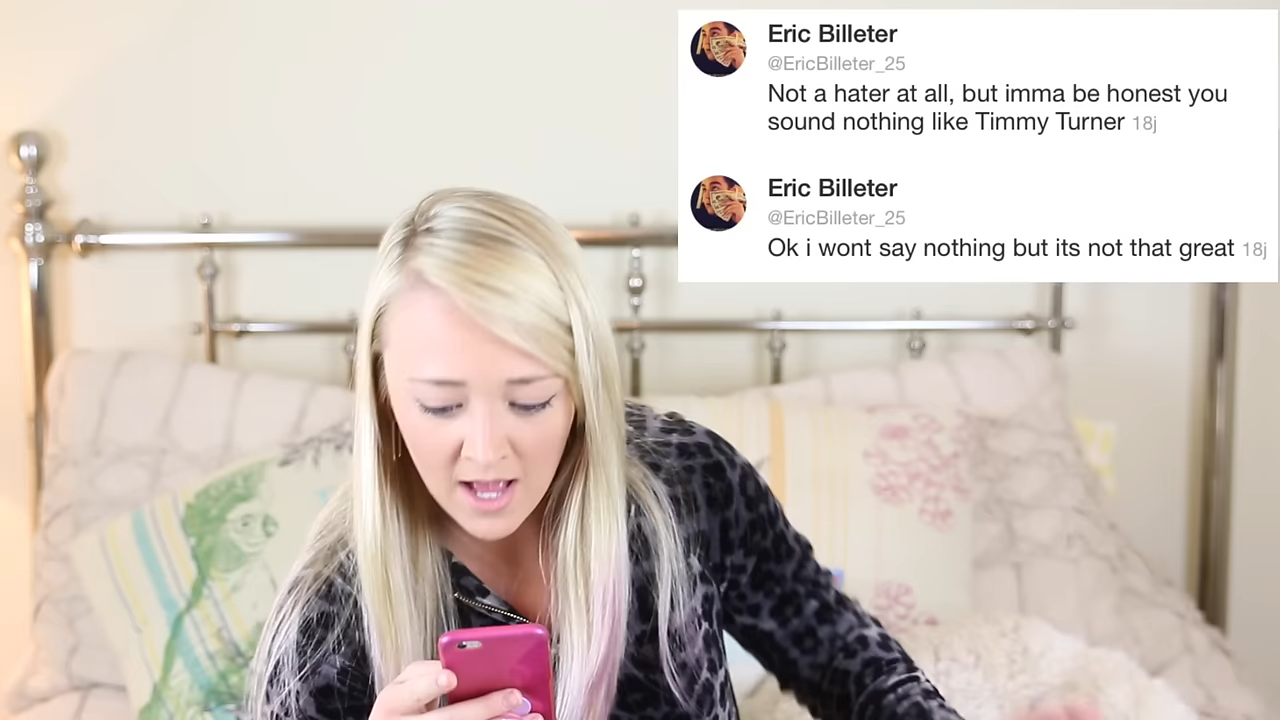 Eric Billeter
@EricBilleter_25
Not a hater at all, but imma be honest you
sound nothing like Timmy Turner 18j
Eric Billeter
@EricBilleter_25
Ok i wont say nothing but its not that great 18j